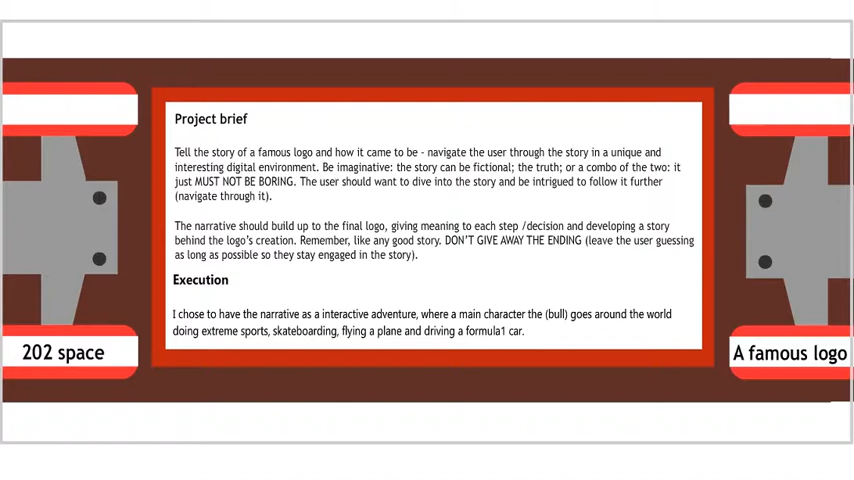 Project brief
Tell the story of a famous logo and how it came to be - navigate the user through the story in a unique and
interesting digital environment. Be imaginative: the story can be fictional; the truth; or a combo of the two: it
just MUST NOT BE BORING. The user should want to dive into the story and be intrigued to follow it further
(navigate through it).
The narrative should build up to the final logo, giving meaning to each step /decision and developing a story
behind the logo's creation. Remember, like any good story. DON'T GIVE AWAY THE ENDING (leave the user guessing
as long as possible so they stay engaged in the story).
Execution
I chose to have the narrative as a interactive adventure, where a main character the (bull) goes around the world
doing extreme sports, skateboarding, flying a plane and driving a formula1 car.
202 space
A famous logo